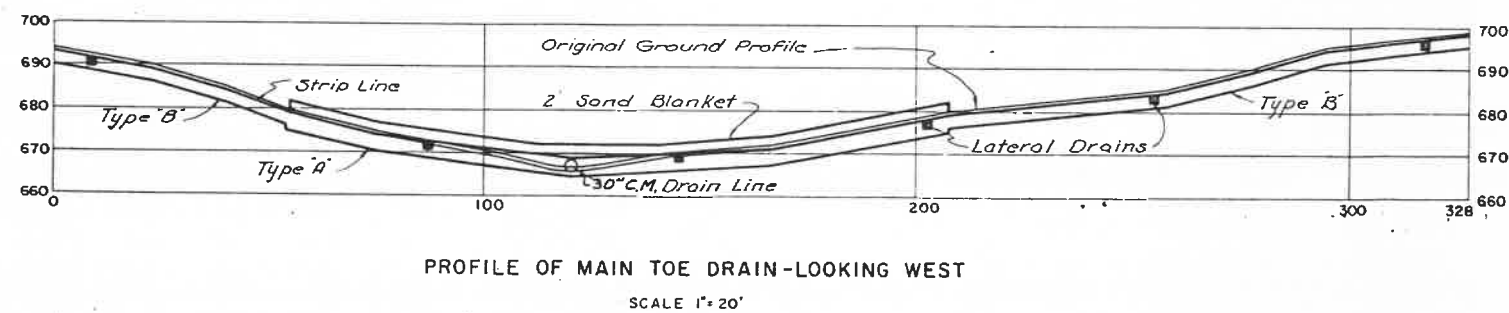 700
690
680
670
660
Original Ground Profile
Strip Line
2' Sand Blanket
Type "B"
Type "A"
30" C.M. Drain Line
Lateral Drains
Type "B"
700
690
680
670
660
0
100
200
300
328
PROFILE OF MAIN TOE DRAIN-LOOKING WEST
SCALE 1"=20'